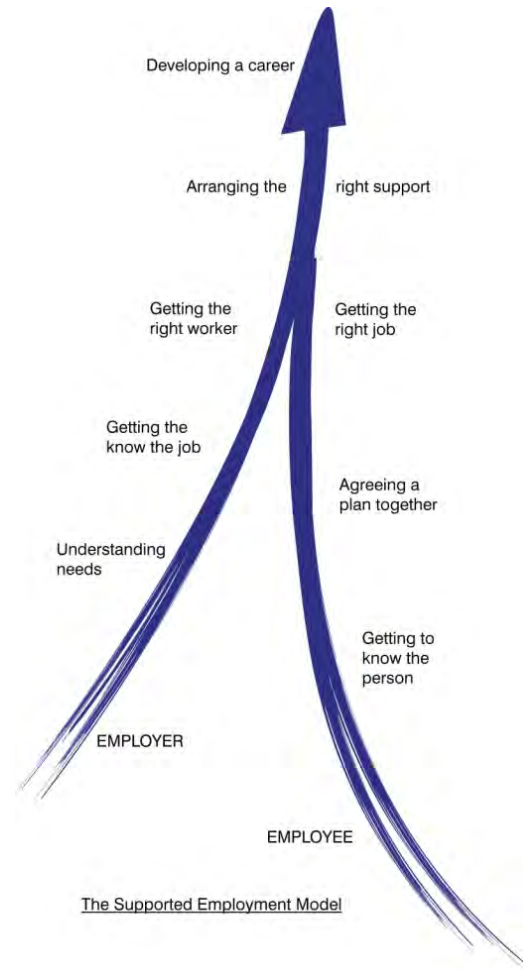 Developing a career
Arranging the right support
Getting the
right worker
Getting the
right job
Getting the
know the job
Agreeing a
plan together
Understanding
needs
Getting to
know the
person
EMPLOYER
EMPLOYEE
The Supported Employment Model